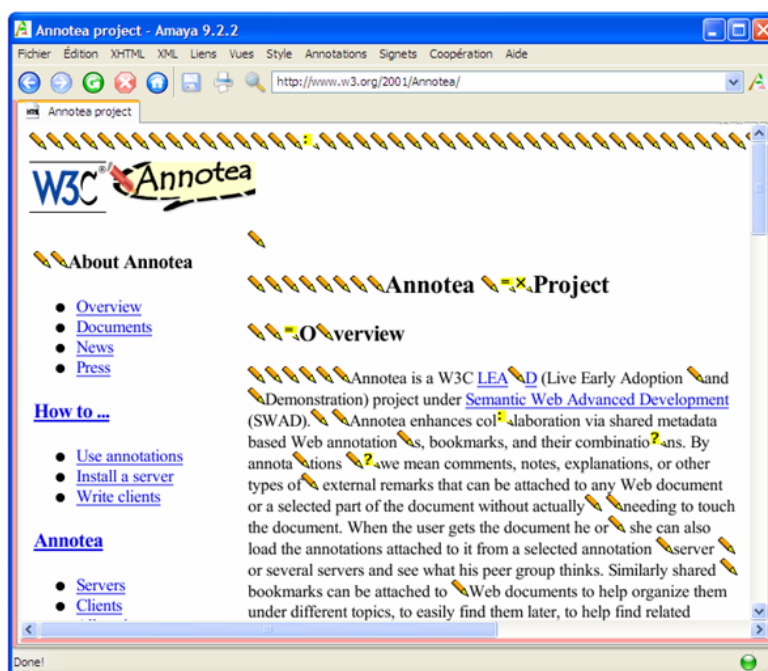 Annotea project - Amaya 9.2.2
Fichier Édition XHTML XML Liens Vues Style Annotations Signets Coopération Aide
http://www.w3.org/2001/Annotea/
Annotea project
W3C® Annotea
About Annotea
Overview
Documents
News
Press
How to ...
Use annotations
Install a server
Write clients
Annotea
Servers
Clients
Annotea Project
Overview
Annotea is a W3C LEAD (Live Early Adoption and
Demonstration) project under Semantic Web Advanced Development
(SWAD). Annotea enhances collaboration via shared metadata
based Web annotations, bookmarks, and their combinations. By
annotations we mean comments, notes, explanations, or other
types of external remarks that can be attached to any Web document
or a selected part of the document without actually needing to touch
the document. When the user gets the document he or she can also
load the annotations attached to it from a selected annotation server
or several servers and see what his peer group thinks. Similarly shared
bookmarks can be attached to Web documents to help organize them
under different topics, to easily find them later, to help find related
Done!